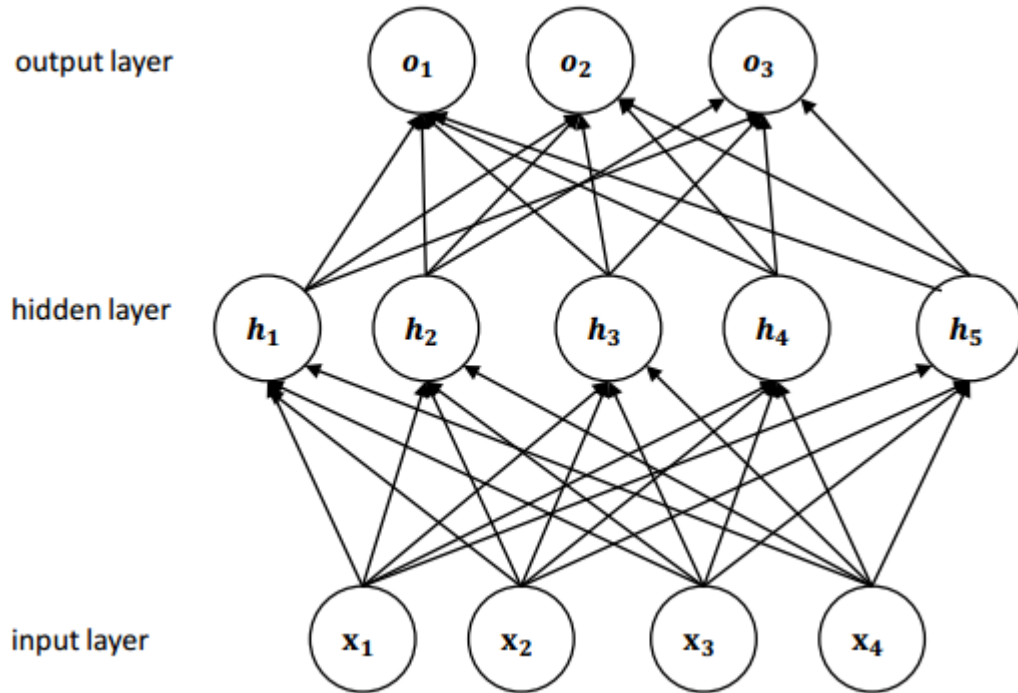 output layer
o₁ o₂ o₃
hidden layer
h₁ h₂ h₃ h₄ h₅
input layer
x₁ x₂ x₃ x₄